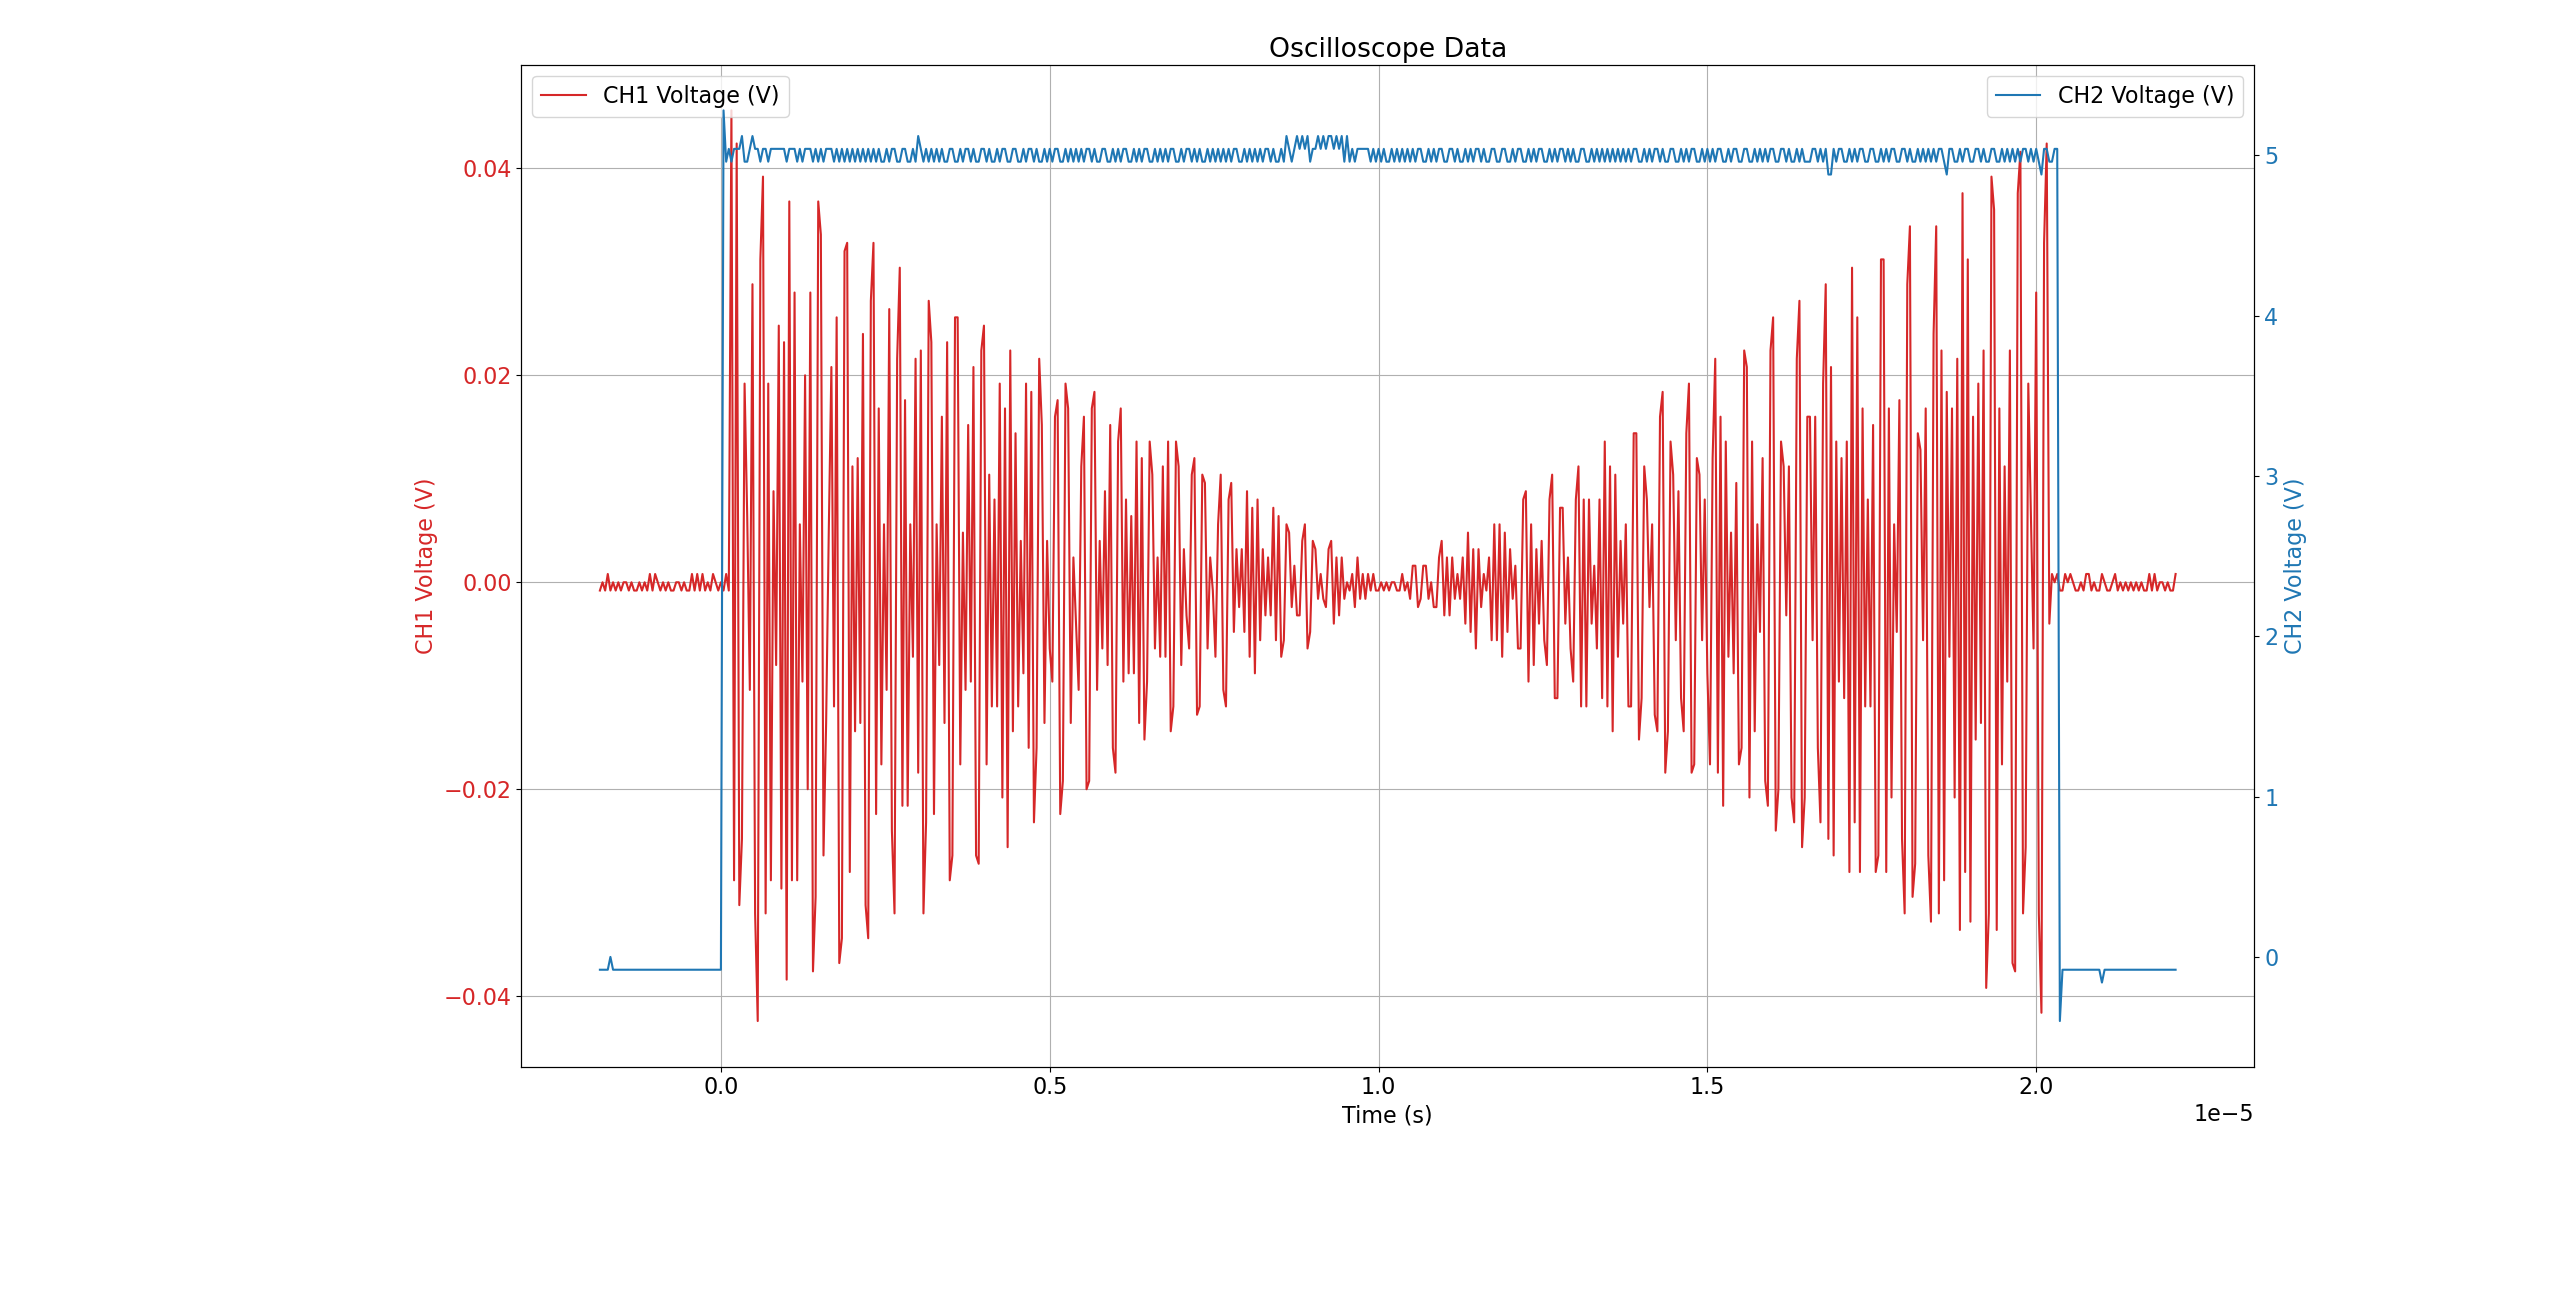 Oscilloscope Data
CH1 Voltage (V)
CH2 Voltage (V)
0.04
0.02
0.00
−0.02
−0.04
CH1 Voltage (V)
5
4
3
2
1
0
CH2 Voltage (V)
0.0 0.5 1.0 1.5 2.0
1e−5
Time (s)